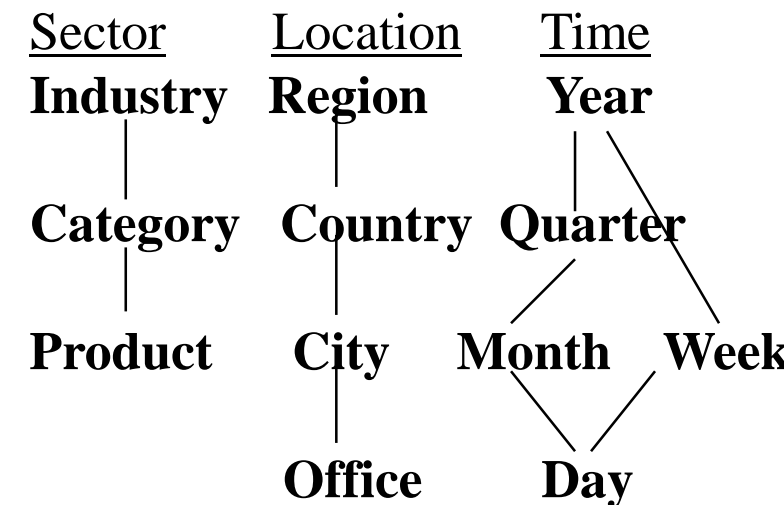 Sector Location Time
Industry Region Year
Category Country Quarter
Product City Month Week
Office Day